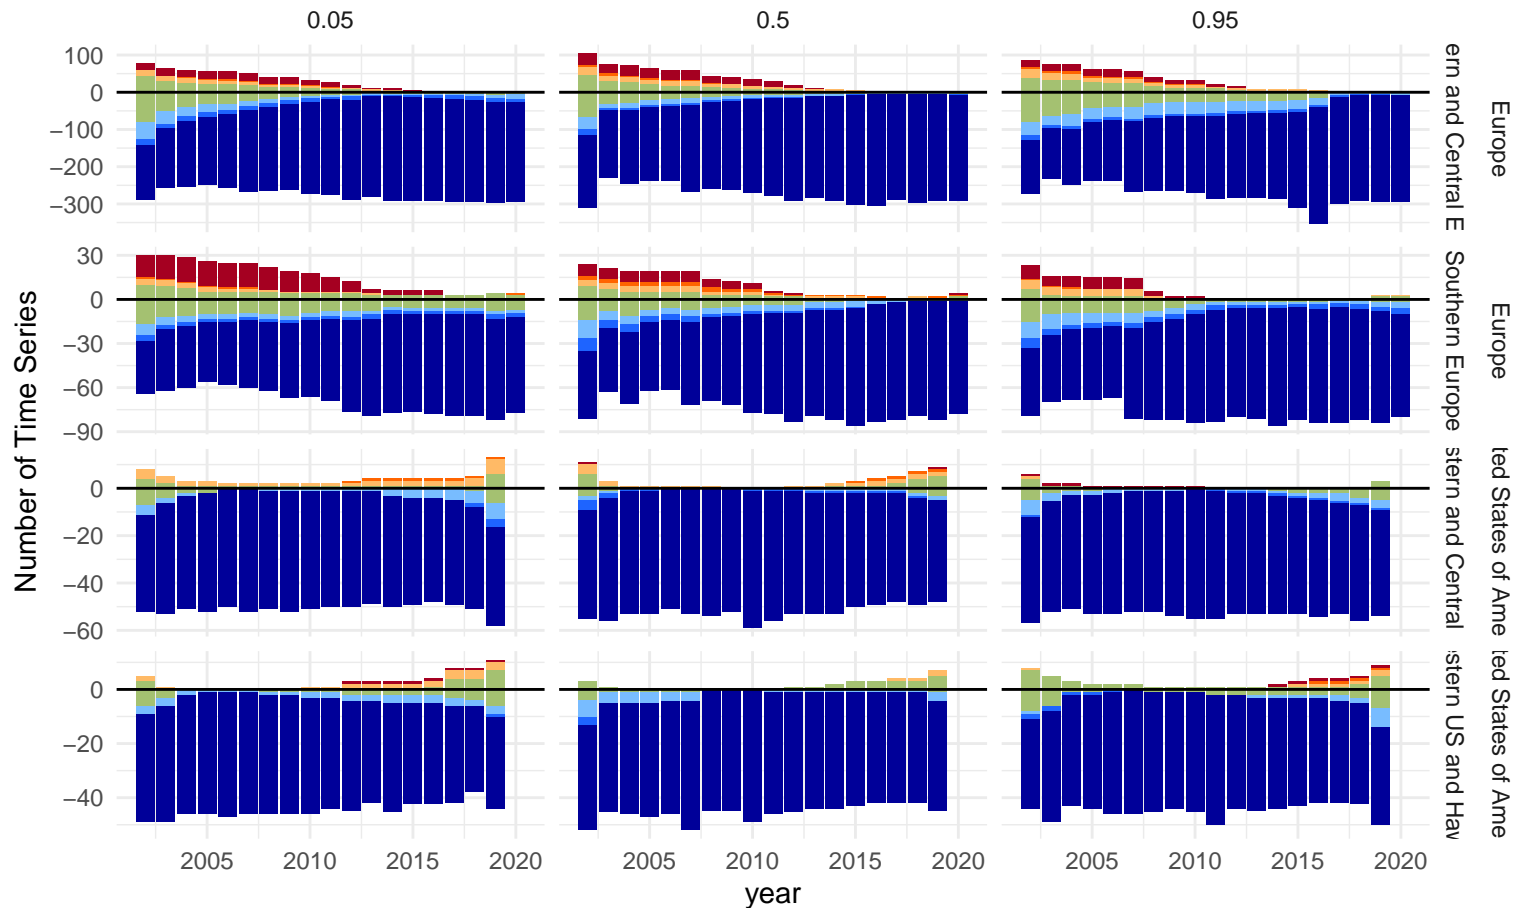 0.05 0.5 0.95
100
0
−100
−200
−300
ern and Central E
Europe
30
0
−30
−60
−90
Southern Europe
Europe
0
−20
−40
−60
stern and Central
ted States of Ame
0
−20
−40
stern US and Hav
ted States of Ame
Number of Time Series
2005 2010 2015 2020 2005 2010 2015 2020 2005 2010 2015 2020
year